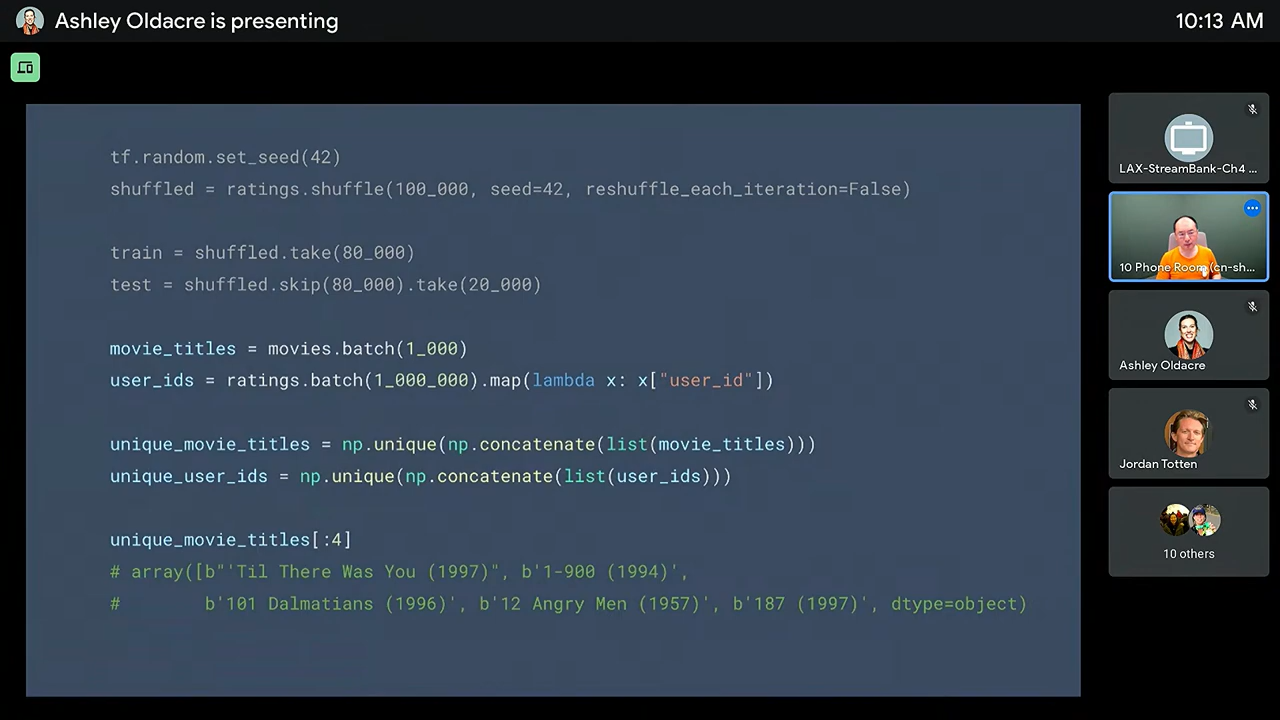 Ashley Oldacre is presenting
10:13 AM
tf.random.set_seed(42)
shuffled = ratings.shuffle(100_000, seed=42, reshuffle_each_iteration=False)
train = shuffled.take(80_000)
test = shuffled.skip(80_000).take(20_000)
movie_titles = movies.batch(1_000)
user_ids = ratings.batch(1_000_000).map(lambda x: x["user_id"])
unique_movie_titles = np.unique(np.concatenate(list(movie_titles)))
unique_user_ids = np.unique(np.concatenate(list(user_ids)))
unique_movie_titles[:4]
# array([b"'Til There Was You (1997)", b'1-900 (1994)',
#        b'101 Dalmatians (1996)', b'12 Angry Men (1957)', b'187 (1997)', dtype=object)
LAX-StreamBank-Ch4 ...
10 Phone Room (cn-sh...
Ashley Oldacre
Jordan Totten
10 others